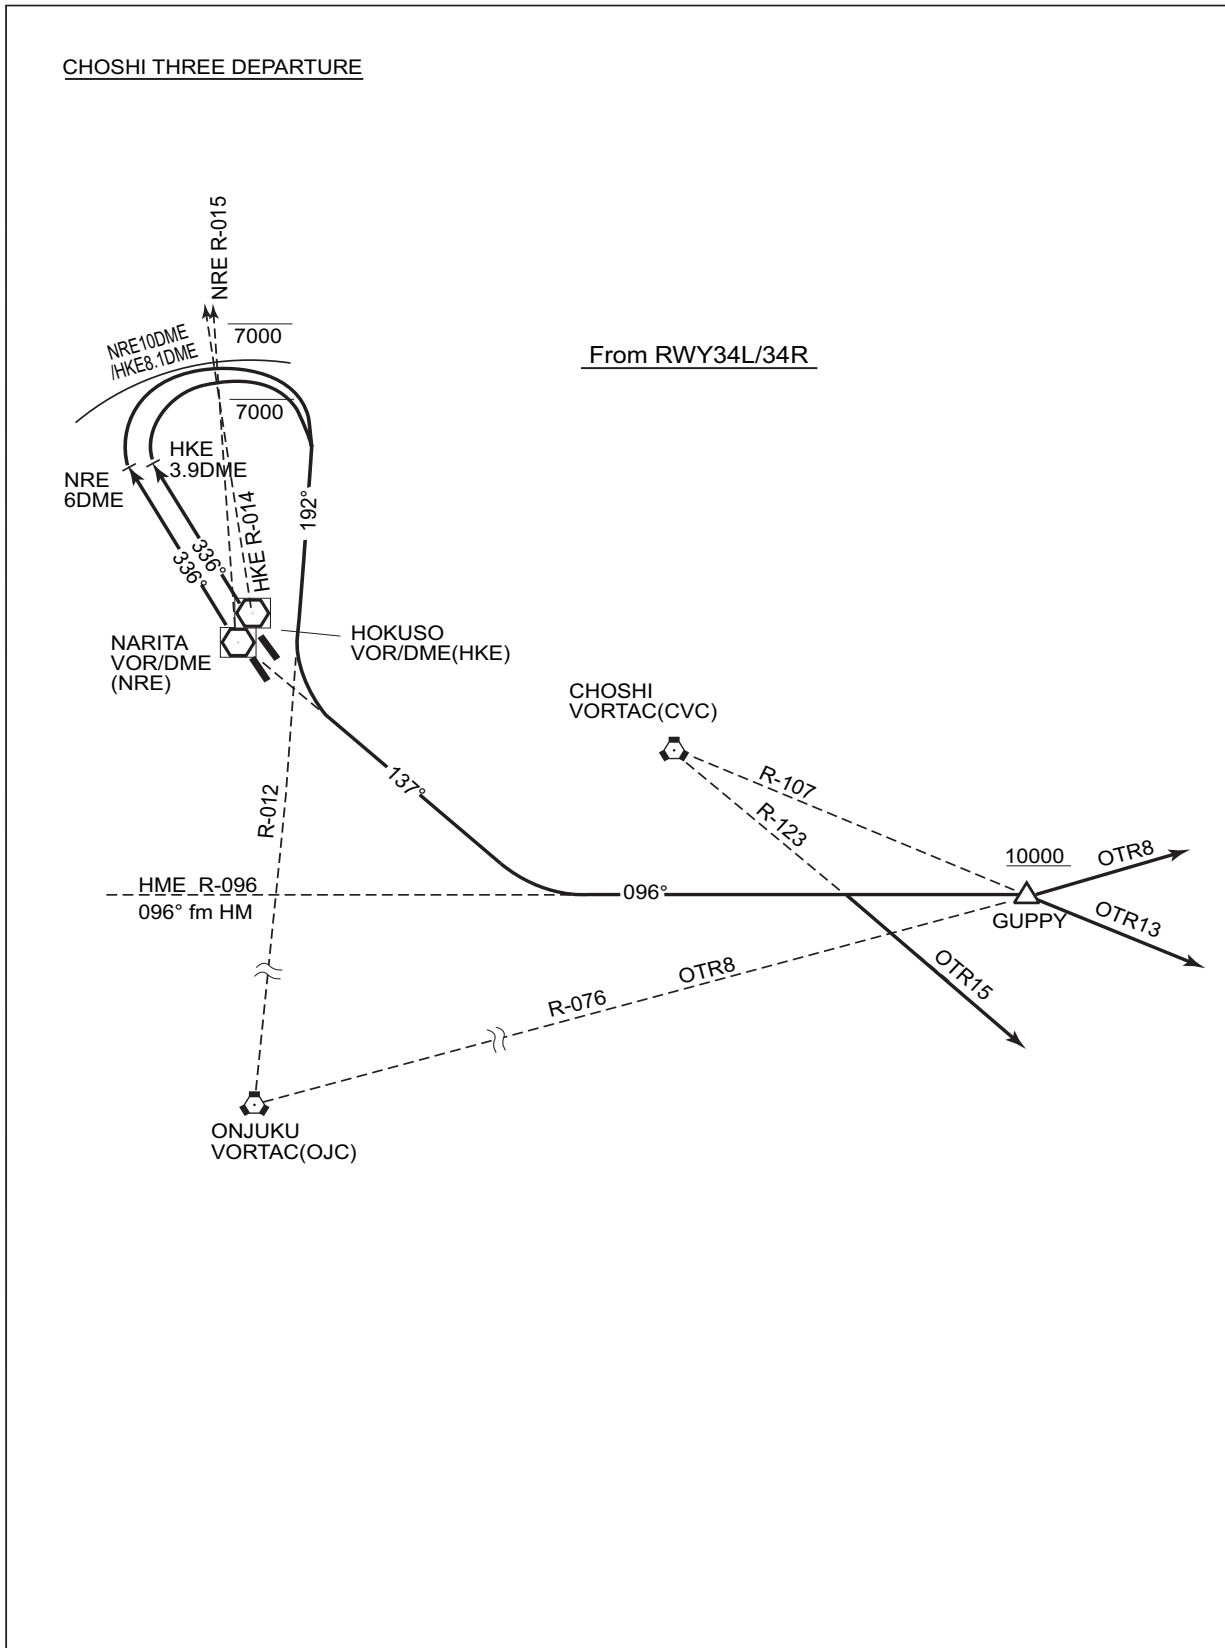 CHOSHI THREE DEPARTURE
NRE R-015
7000
NRE10DME
/HKE8.1DME
From RWY34L/34R
7000
HKE
3.9DME
NRE
6DME
192°
HKE R-014
336°
336°
NARITA
VOR/DME
(NRE)
HOKUSO
VOR/DME(HKE)
CHOSHI
VORTAC(CVC)
137°
R-012
R-107
R-123
10000
OTR8
HME R-096
096° fm HM
096°
GUPPY
OTR13
OTR15
OTR8
R-076
ONJUKU
VORTAC(OJC)